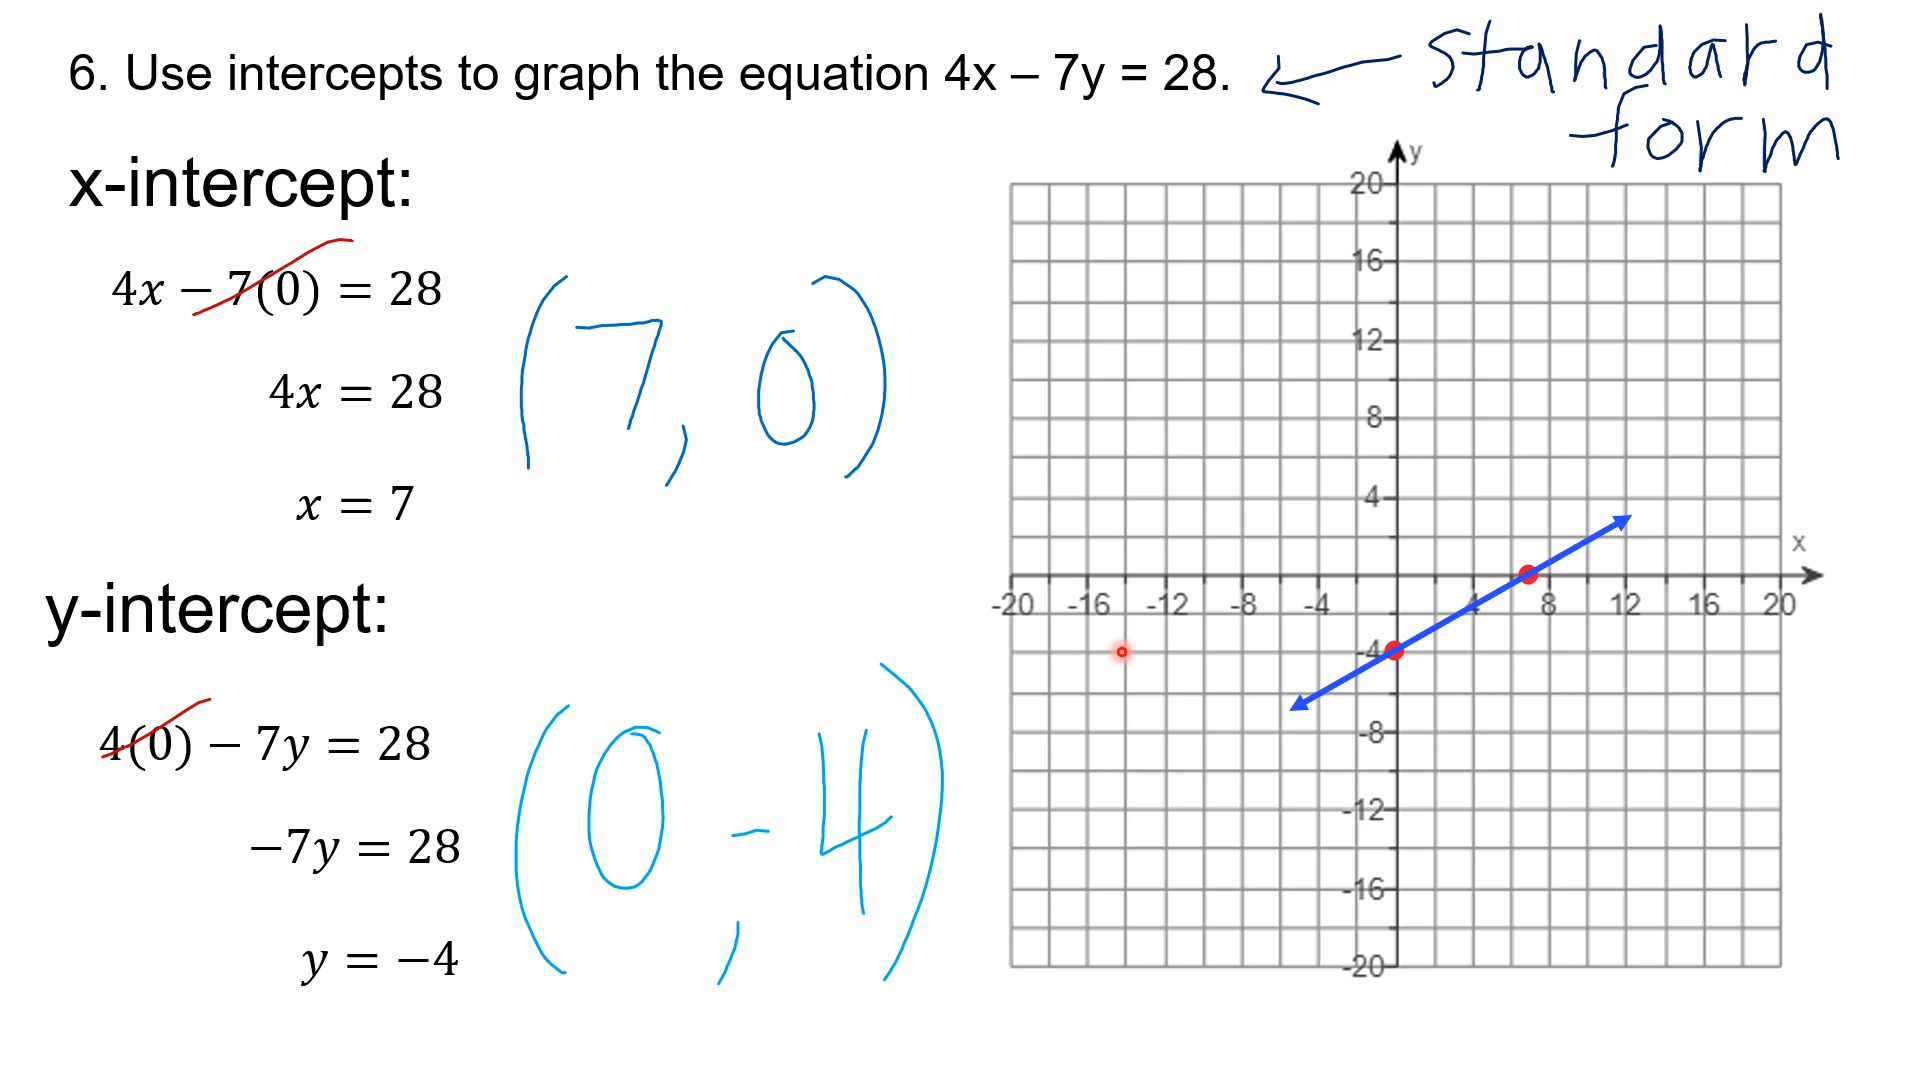 6. Use intercepts to graph the equation 4x – 7y = 28.
standard
form
x-intercept:
4x − 7(0) = 28
4x = 28
x = 7
(7, 0)
y-intercept:
4(0) − 7y = 28
−7y = 28
y = −4
(0, -4)
y
20
16
12
8
4
x
-20 -16 -12 -8 -4 4 8 12 16 20
-4
-8
-12
-16
-20